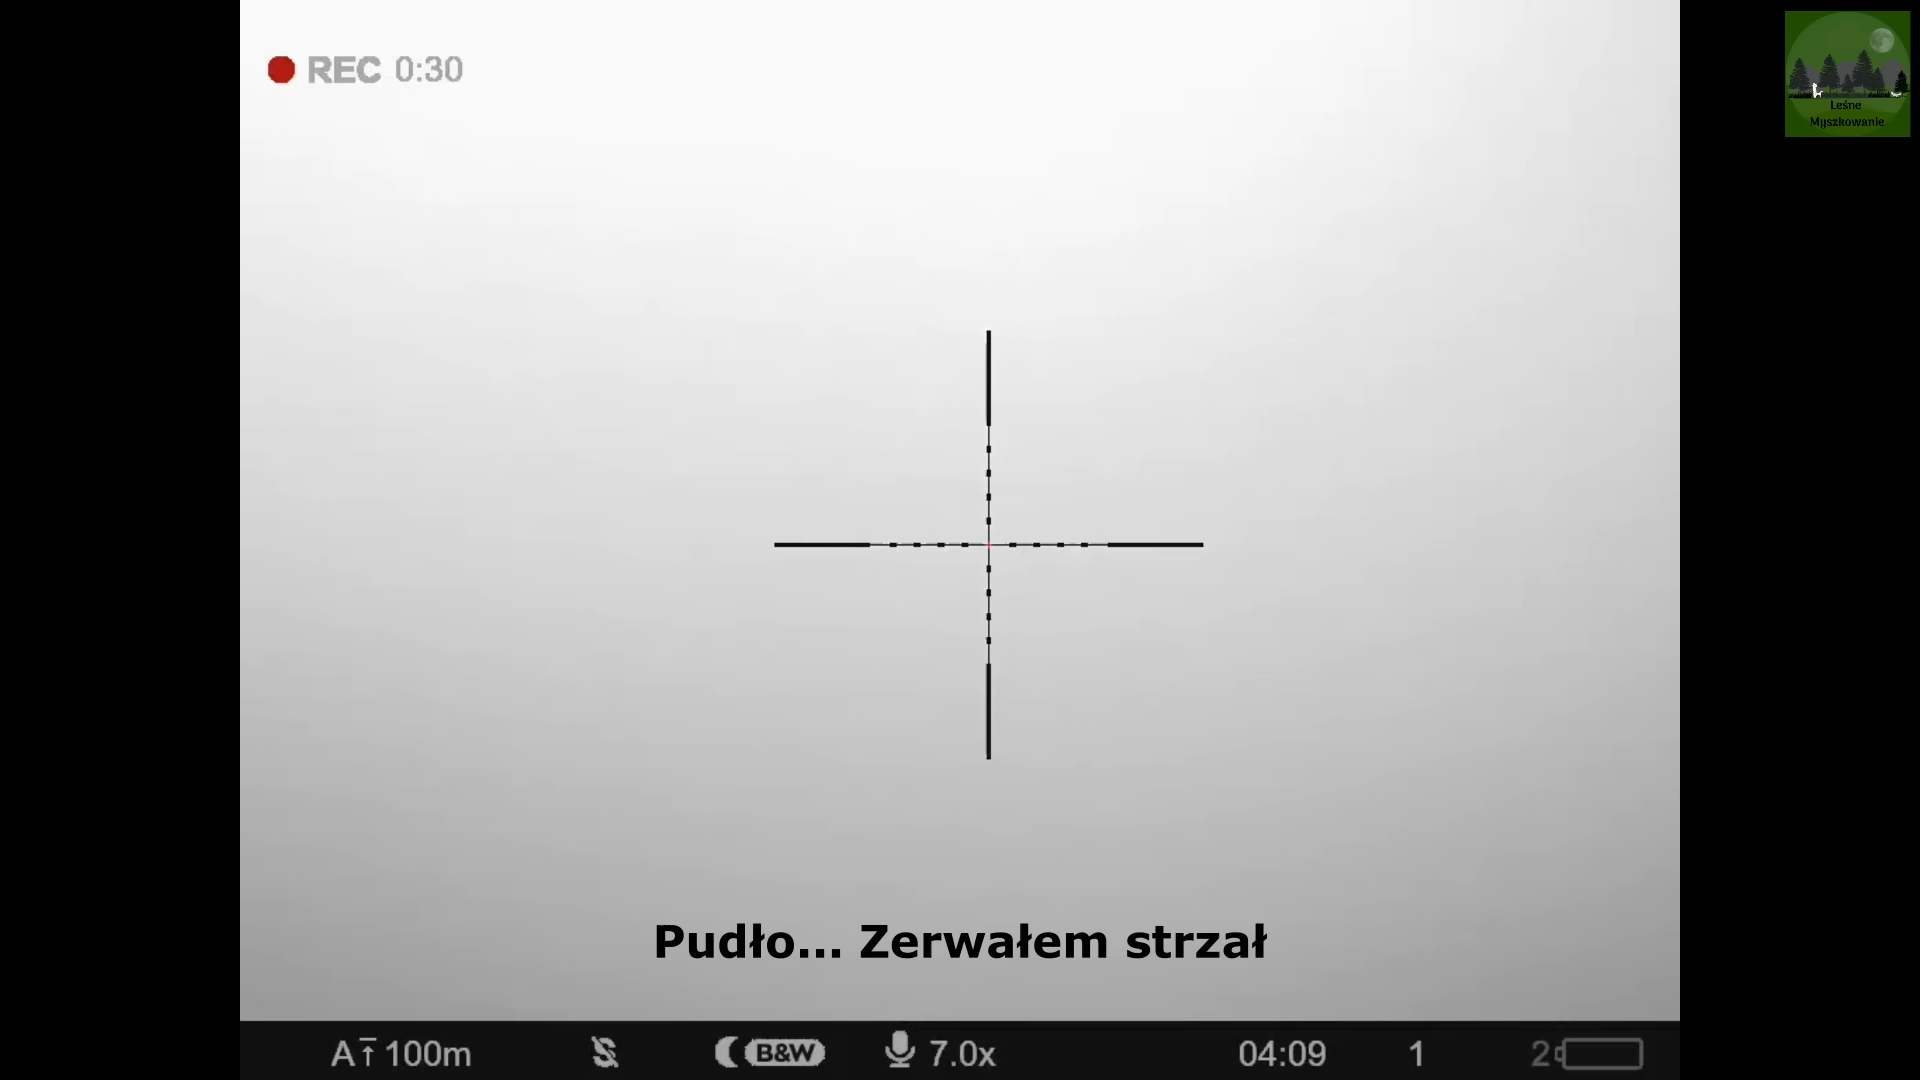 REC 0:30
Leśne
Myszkowanie
Pudło... Zerwałem strzał
A 100m B&W 7.0x 04:09 1 2